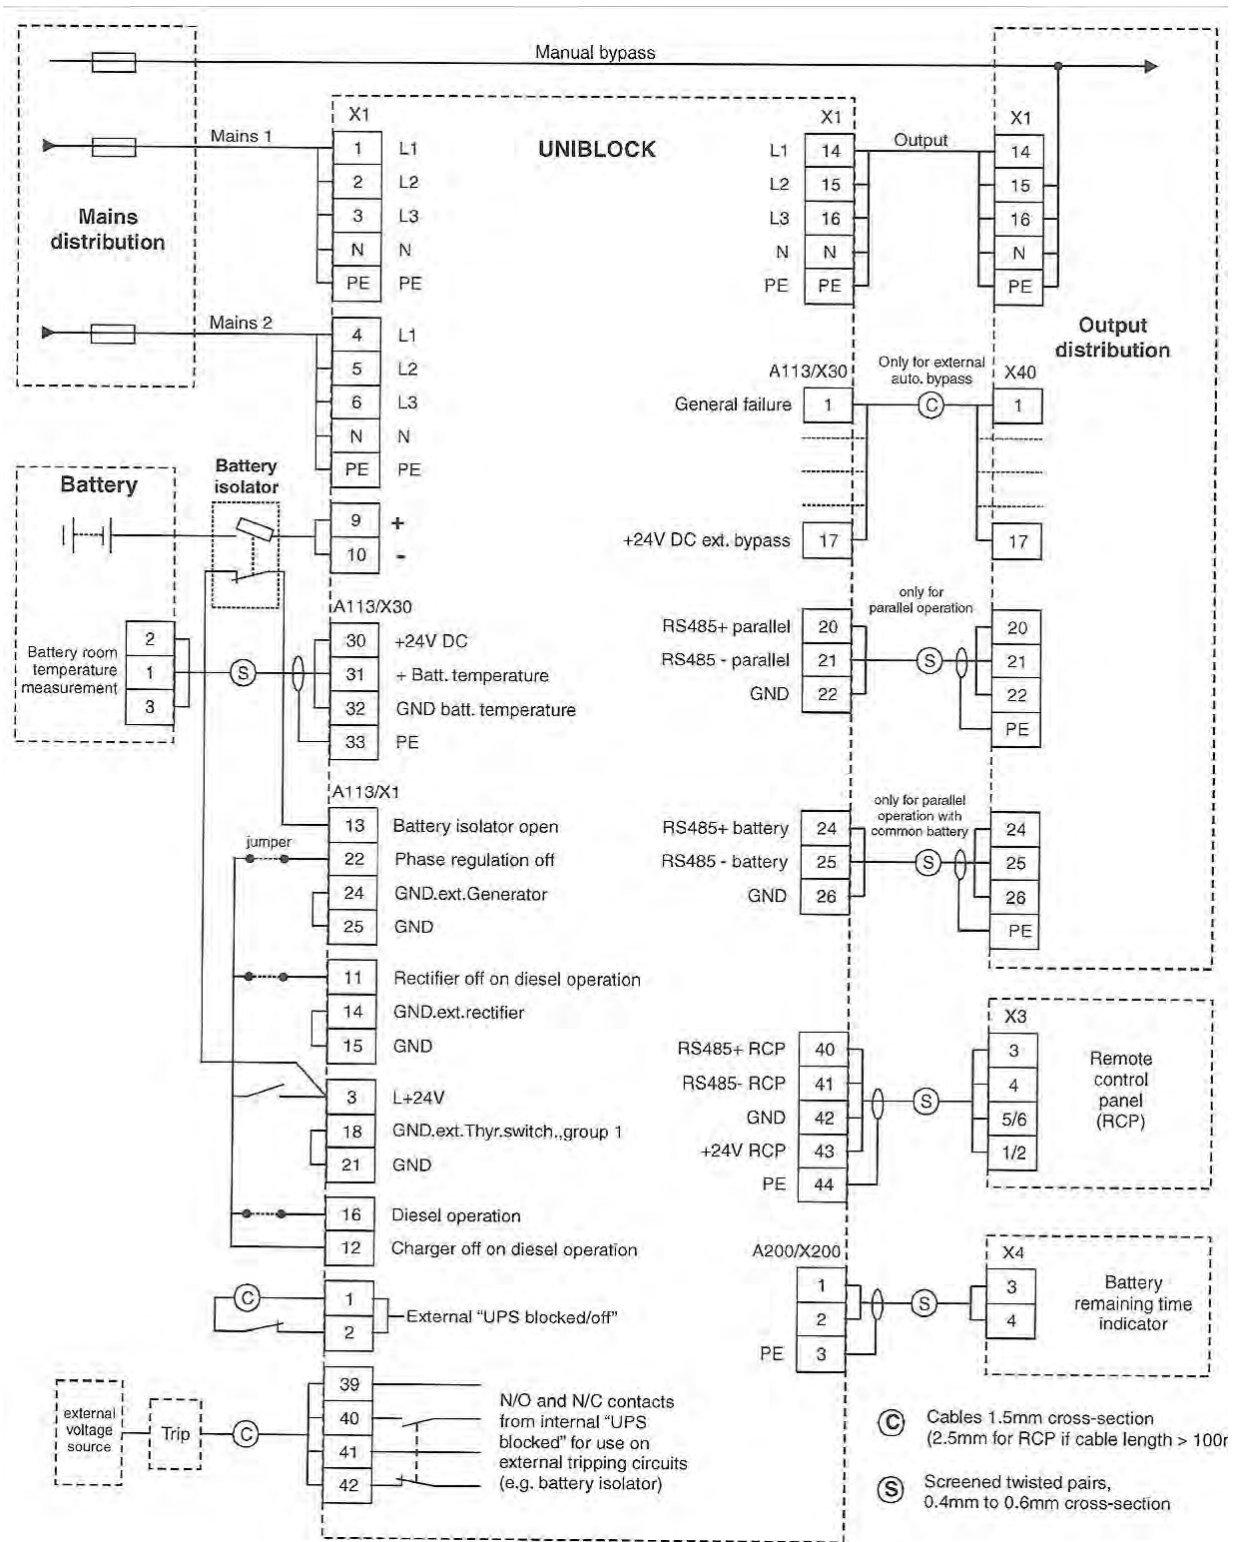 Manual bypass
Mains distribution
Mains 1
X1
1 L1
2 L2
3 L3
N N
PE PE
UNIBLOCK
Mains 2
4 L1
5 L2
6 L3
N N
PE PE
Battery
Battery
isolator
9 +
10 -
A113/X30
Battery room
temperature
measurement
2
1
3
S
30 +24V DC
31 + Batt. temperature
32 GND batt. temperature
33 PE
A113/X1
13 Battery isolator open
jumper
22 Phase regulation off
24 GND.ext.Generator
25 GND
11 Rectifier off on diesel operation
14 GND.ext.rectifier
15 GND
3 L+24V
18 GND.ext.Thyr.switch.,group 1
21 GND
16 Diesel operation
12 Charger off on diesel operation
C
1
2
External "UPS blocked/off"
external
voltage
source
Trip
C
39
40
41
42
N/O and N/C contacts
from internal "UPS
blocked" for use on
external tripping circuits
(e.g. battery isolator)
X1
L1 14
L2 15
L3 16
N N
PE PE
Output
X1
14
15
16
N
PE
Output
distribution
A113/X30
Only for external
auto. bypass
X40
General failure 1
C
1
+24V DC ext. bypass 17
17
only for
parallel operation
RS485+ parallel 20
RS485 - parallel 21
GND 22
S
20
21
22
PE
only for parallel
operation with
common battery
RS485+ battery 24
RS485 - battery 25
GND 26
S
24
25
26
PE
RS485+ RCP 40
RS485- RCP 41
GND 42
+24V RCP 43
PE 44
S
X3
3
4
5/6
1/2
Remote
control
panel
(RCP)
A200/X200
1
2
PE 3
S
X4
3
4
Battery
remaining time
indicator
C Cables 1.5mm cross-section
(2.5mm for RCP if cable length > 100
S Screened twisted pairs,
0.4mm to 0.6mm cross-section